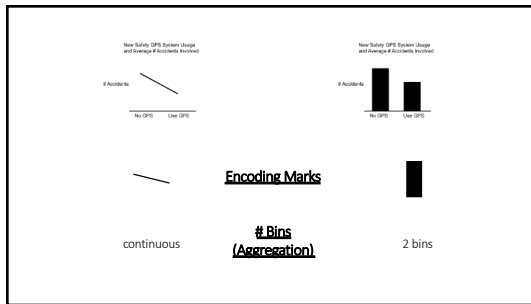 New Safety GPS System Usage
and Average # Accidents Involved
# Accidents
No GPS Use GPS
New Safety GPS System Usage
and Average # Accidents Involved
# Accidents
No GPS Use GPS
Encoding Marks
continuous
# Bins
(Aggregation)
2 bins